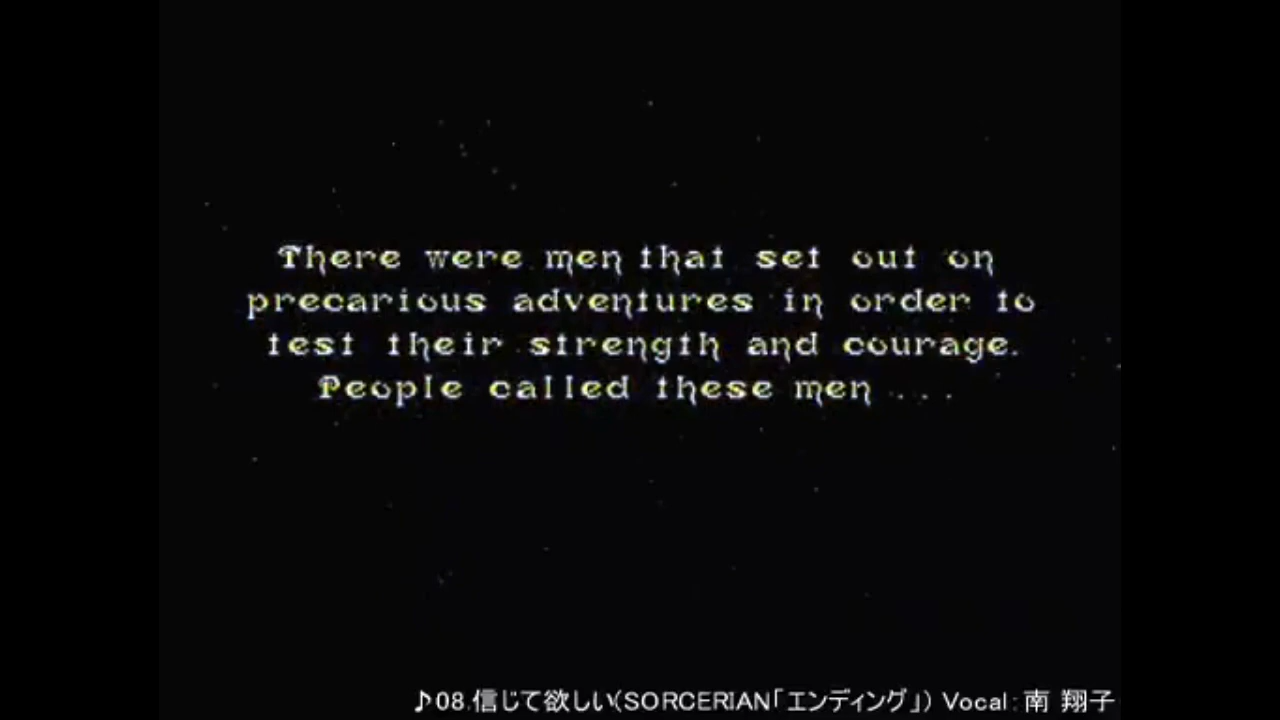 There were men that set out on
precarious adventures in order to
test their strength and courage.
People called these men ...
♪08.信じて欲しい(SORCERIAN「エンディング」) Vocal:南 翔子